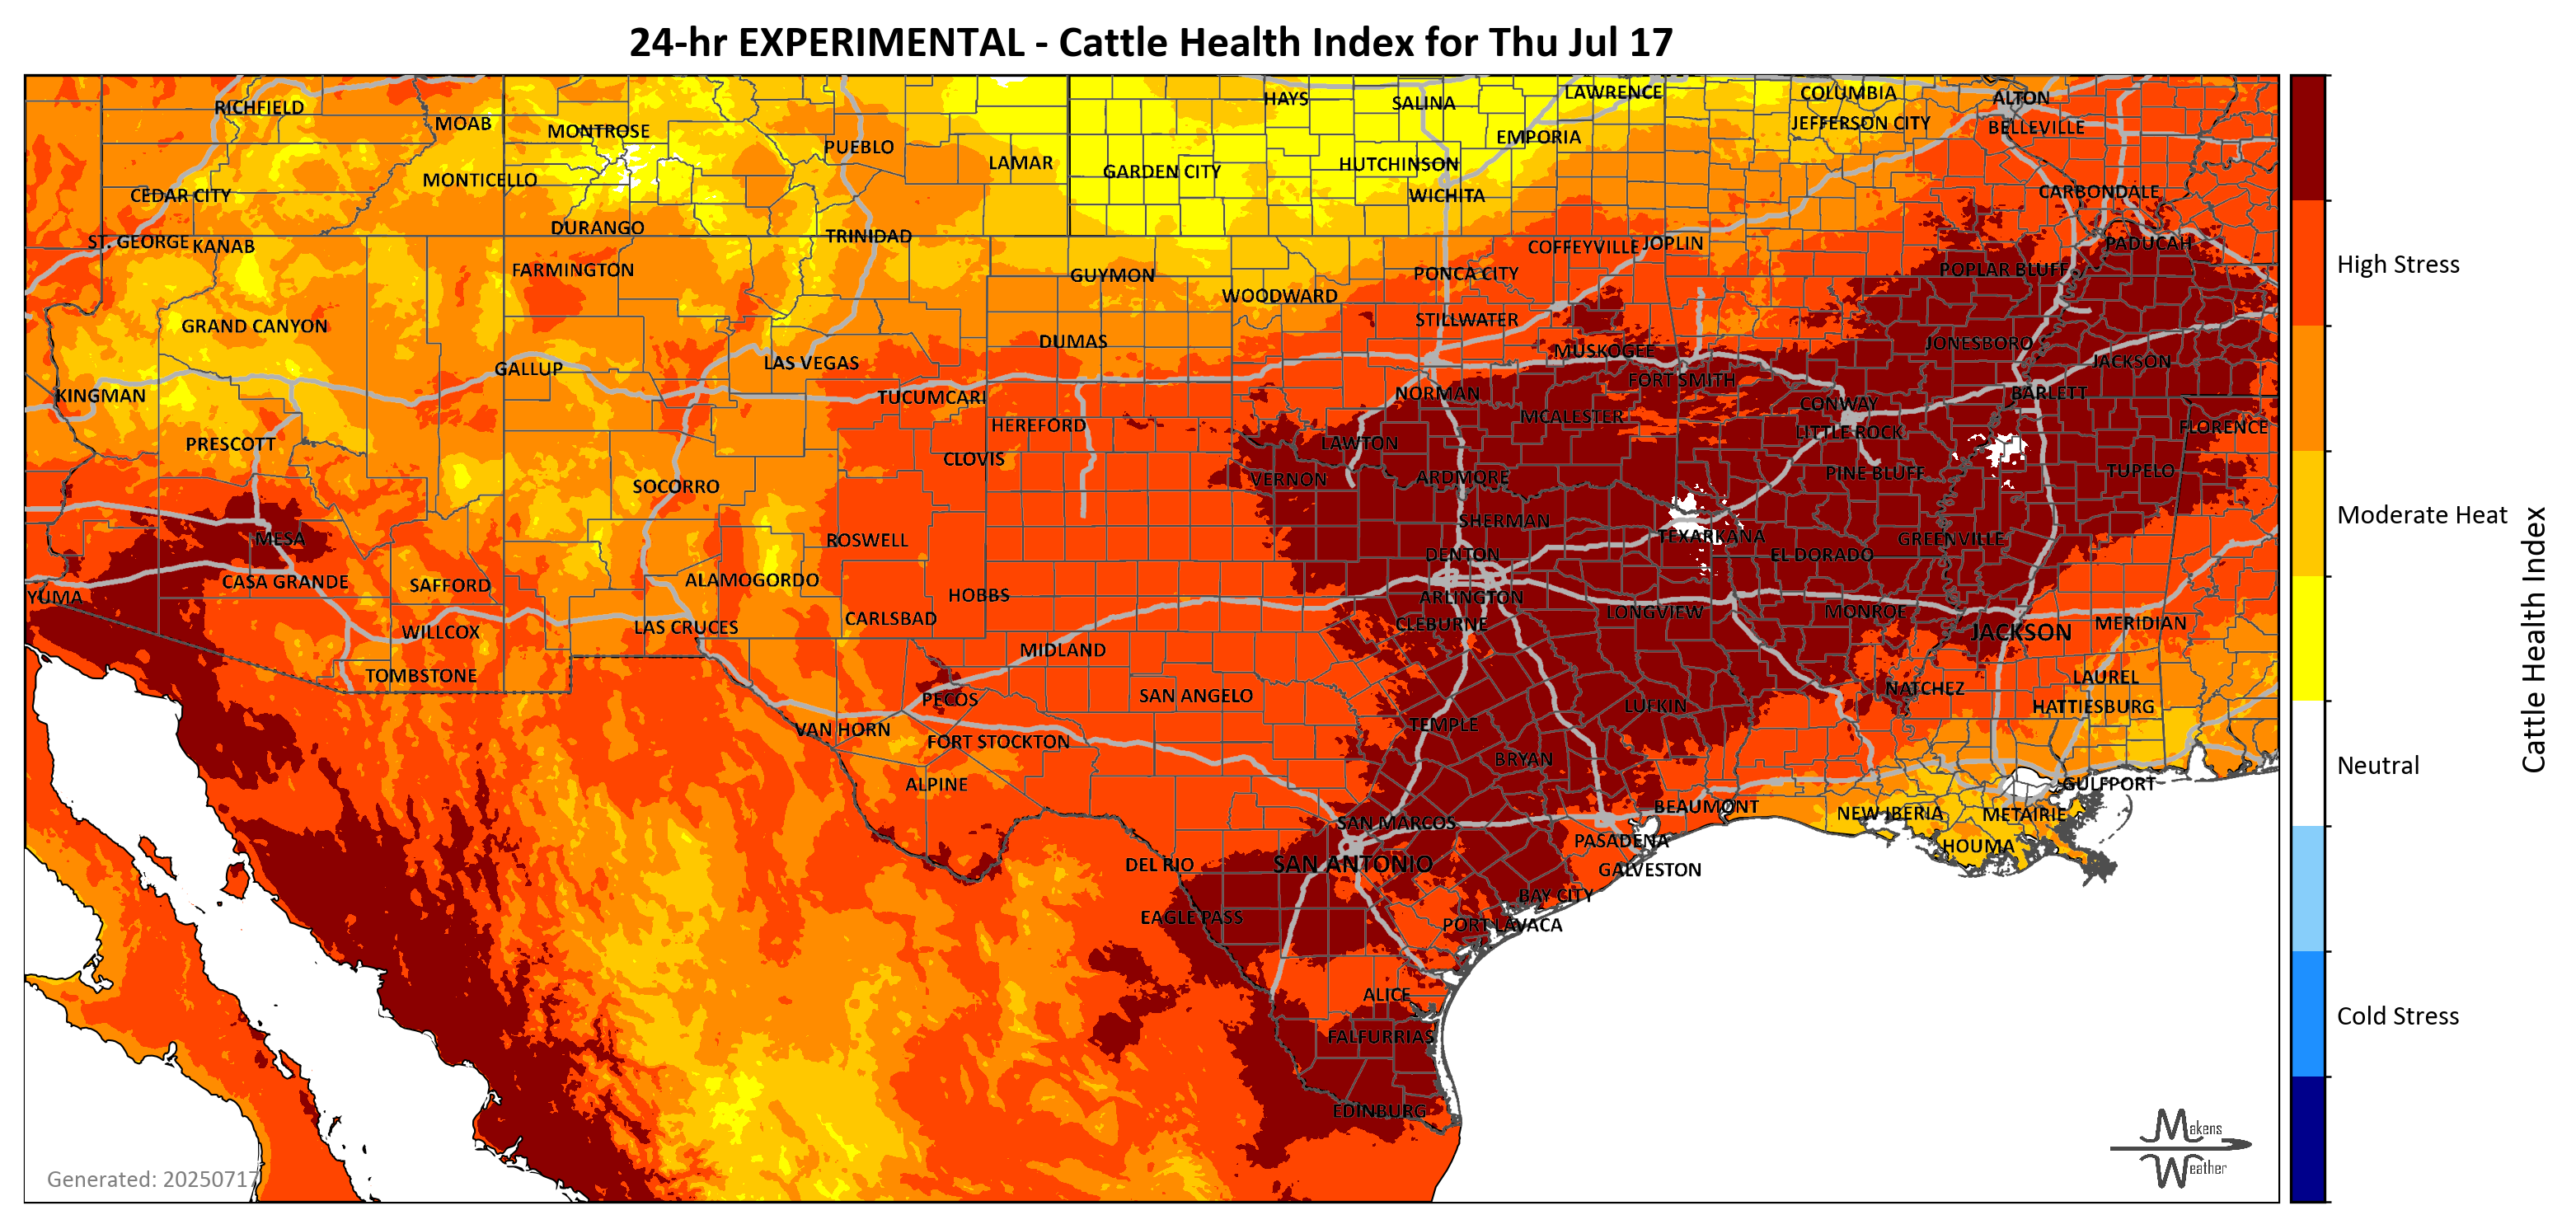 24-hr EXPERIMENTAL - Cattle Health Index for Thu Jul 17
HAYS
SALINA
LAWRENCE
COLUMBIA
ALTON
RICHFIELD
MOAB
MONTROSE
PUEBLO
EMPORIA
JEFFERSON CITY
BELLEVILLE
LAMAR
GARDEN CITY
HUTCHINSON
MONTICELLO
CEDAR CITY
WICHITA
CARBONDALE
DURANGO
TRINIDAD
ST. GEORGE
KANAB
COFFEYVILLE
JOPLIN
PADUCAH
FARMINGTON
GUYMON
PONCA CITY
POPLAR BLUFF
High Stress
WOODWARD
GRAND CANYON
STILLWATER
DUMAS
MUSKOGEE
JONESBORO
GALLUP
LAS VEGAS
JACKSON
FORT SMITH
KINGMAN
TUCUMCARI
NORMAN
CONWAY
BARLETT
HEREFORD
MCALESTER
LITTLE ROCK
FLORENCE
PRESCOTT
LAWTON
CLOVIS
VERNON
ARDMORE
PINE BLUFF
TUPELO
SOCORRO
Moderate Heat
SHERMAN
MESA
ROSWELL
TEXARKANA
GREENVILLE
DENTON
EL DORADO
CASA GRANDE
SAFFORD
ALAMOGORDO
YUMA
HOBBS
ARLINGTON
LONGVIEW
MONROE
CARLSBAD
CLEBURNE
MERIDIAN
WILLCOX
LAS CRUCES
JACKSON
MIDLAND
TOMBSTONE
LAUREL
PECOS
SAN ANGELO
NATCHEZ
LUFKIN
HATTIESBURG
VAN HORN
TEMPLE
FORT STOCKTON
BRYAN
Neutral
Cattle Health Index
ALPINE
GULFPORT
BEAUMONT
NEW IBERIA
METAIRIE
SAN MARCOS
PASADENA
HOUMA
DEL RIO
SAN ANTONIO
GALVESTON
BAY CITY
EAGLE PASS
PORT LAVACA
ALICE
Cold Stress
FALFURRIAS
EDINBURG
Makens
Weather
Generated: 20250717